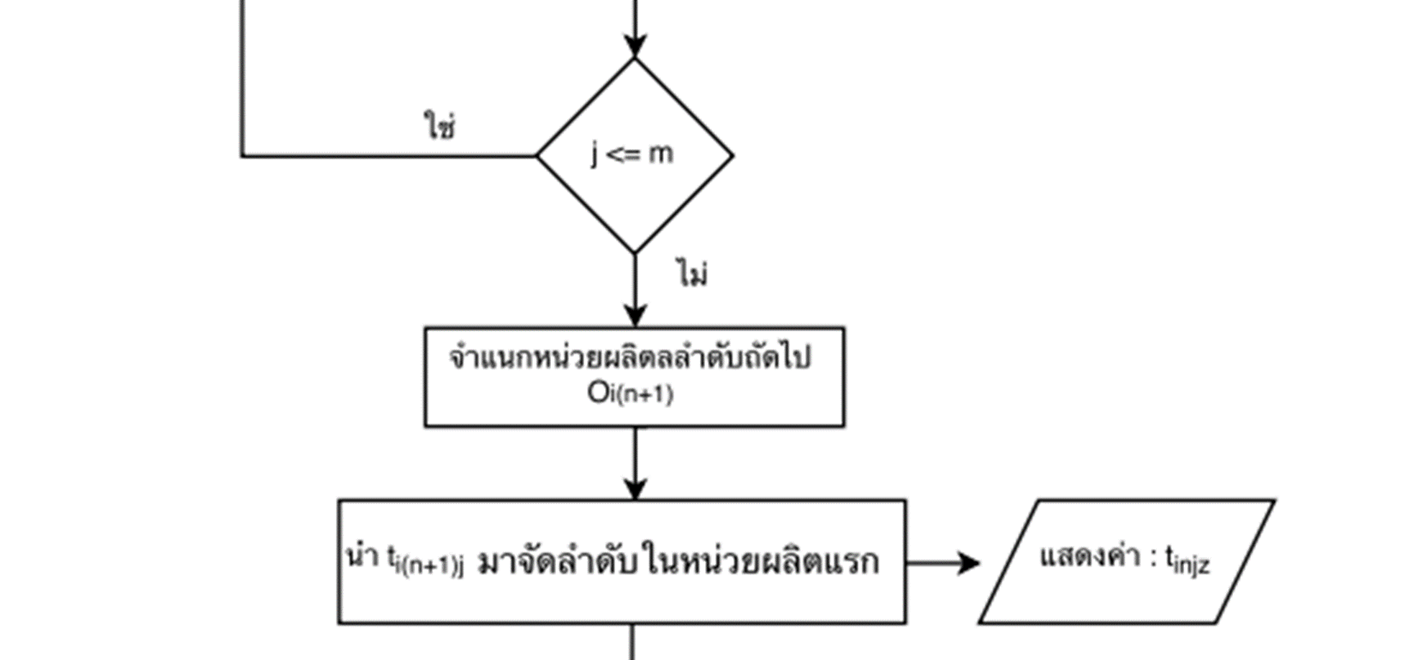 ใช่
j <= m
ไม่
จำแนกหน่วยผลิตลลำดับถัดไป
Oi(n+1)
นำ ti(n+1)j มาจัดลำดับในหน่วยผลิตแรก
แสดงค่า : tinjz